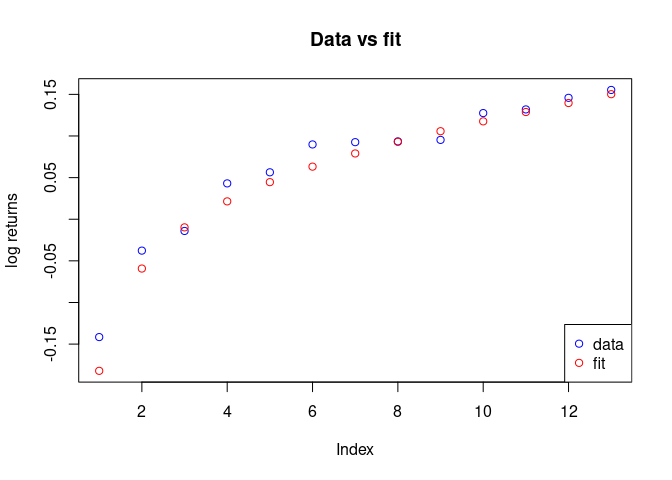 Data vs fit
log returns
0.15
0.05
-0.05
-0.15
2
4
6
8
10
12
Index
data
fit